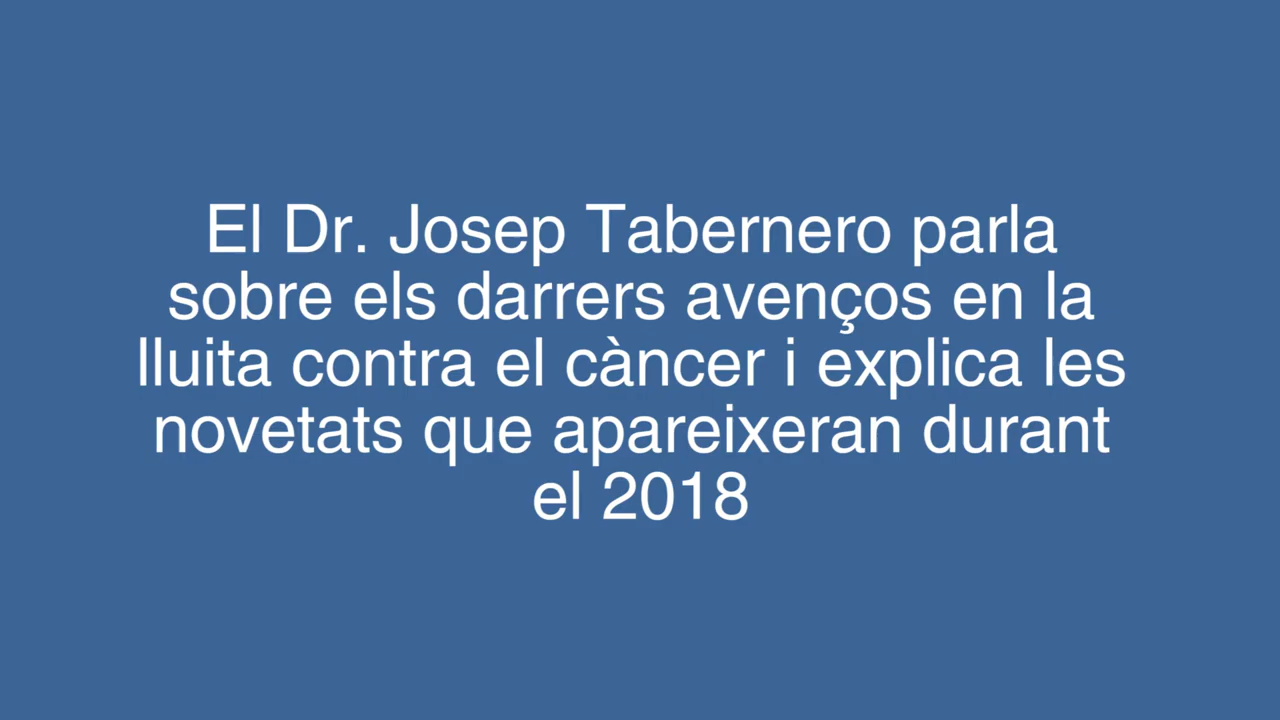 El Dr. Josep Tabernero parla
sobre els darrers avenços en la
lluita contra el càncer i explica les
novetats que apareixeran durant
el 2018